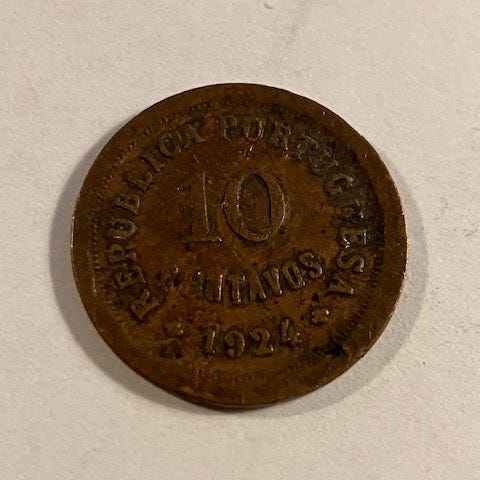 REPUBLICA PORTUGUESA
10
CENTAVOS
* 1924 *